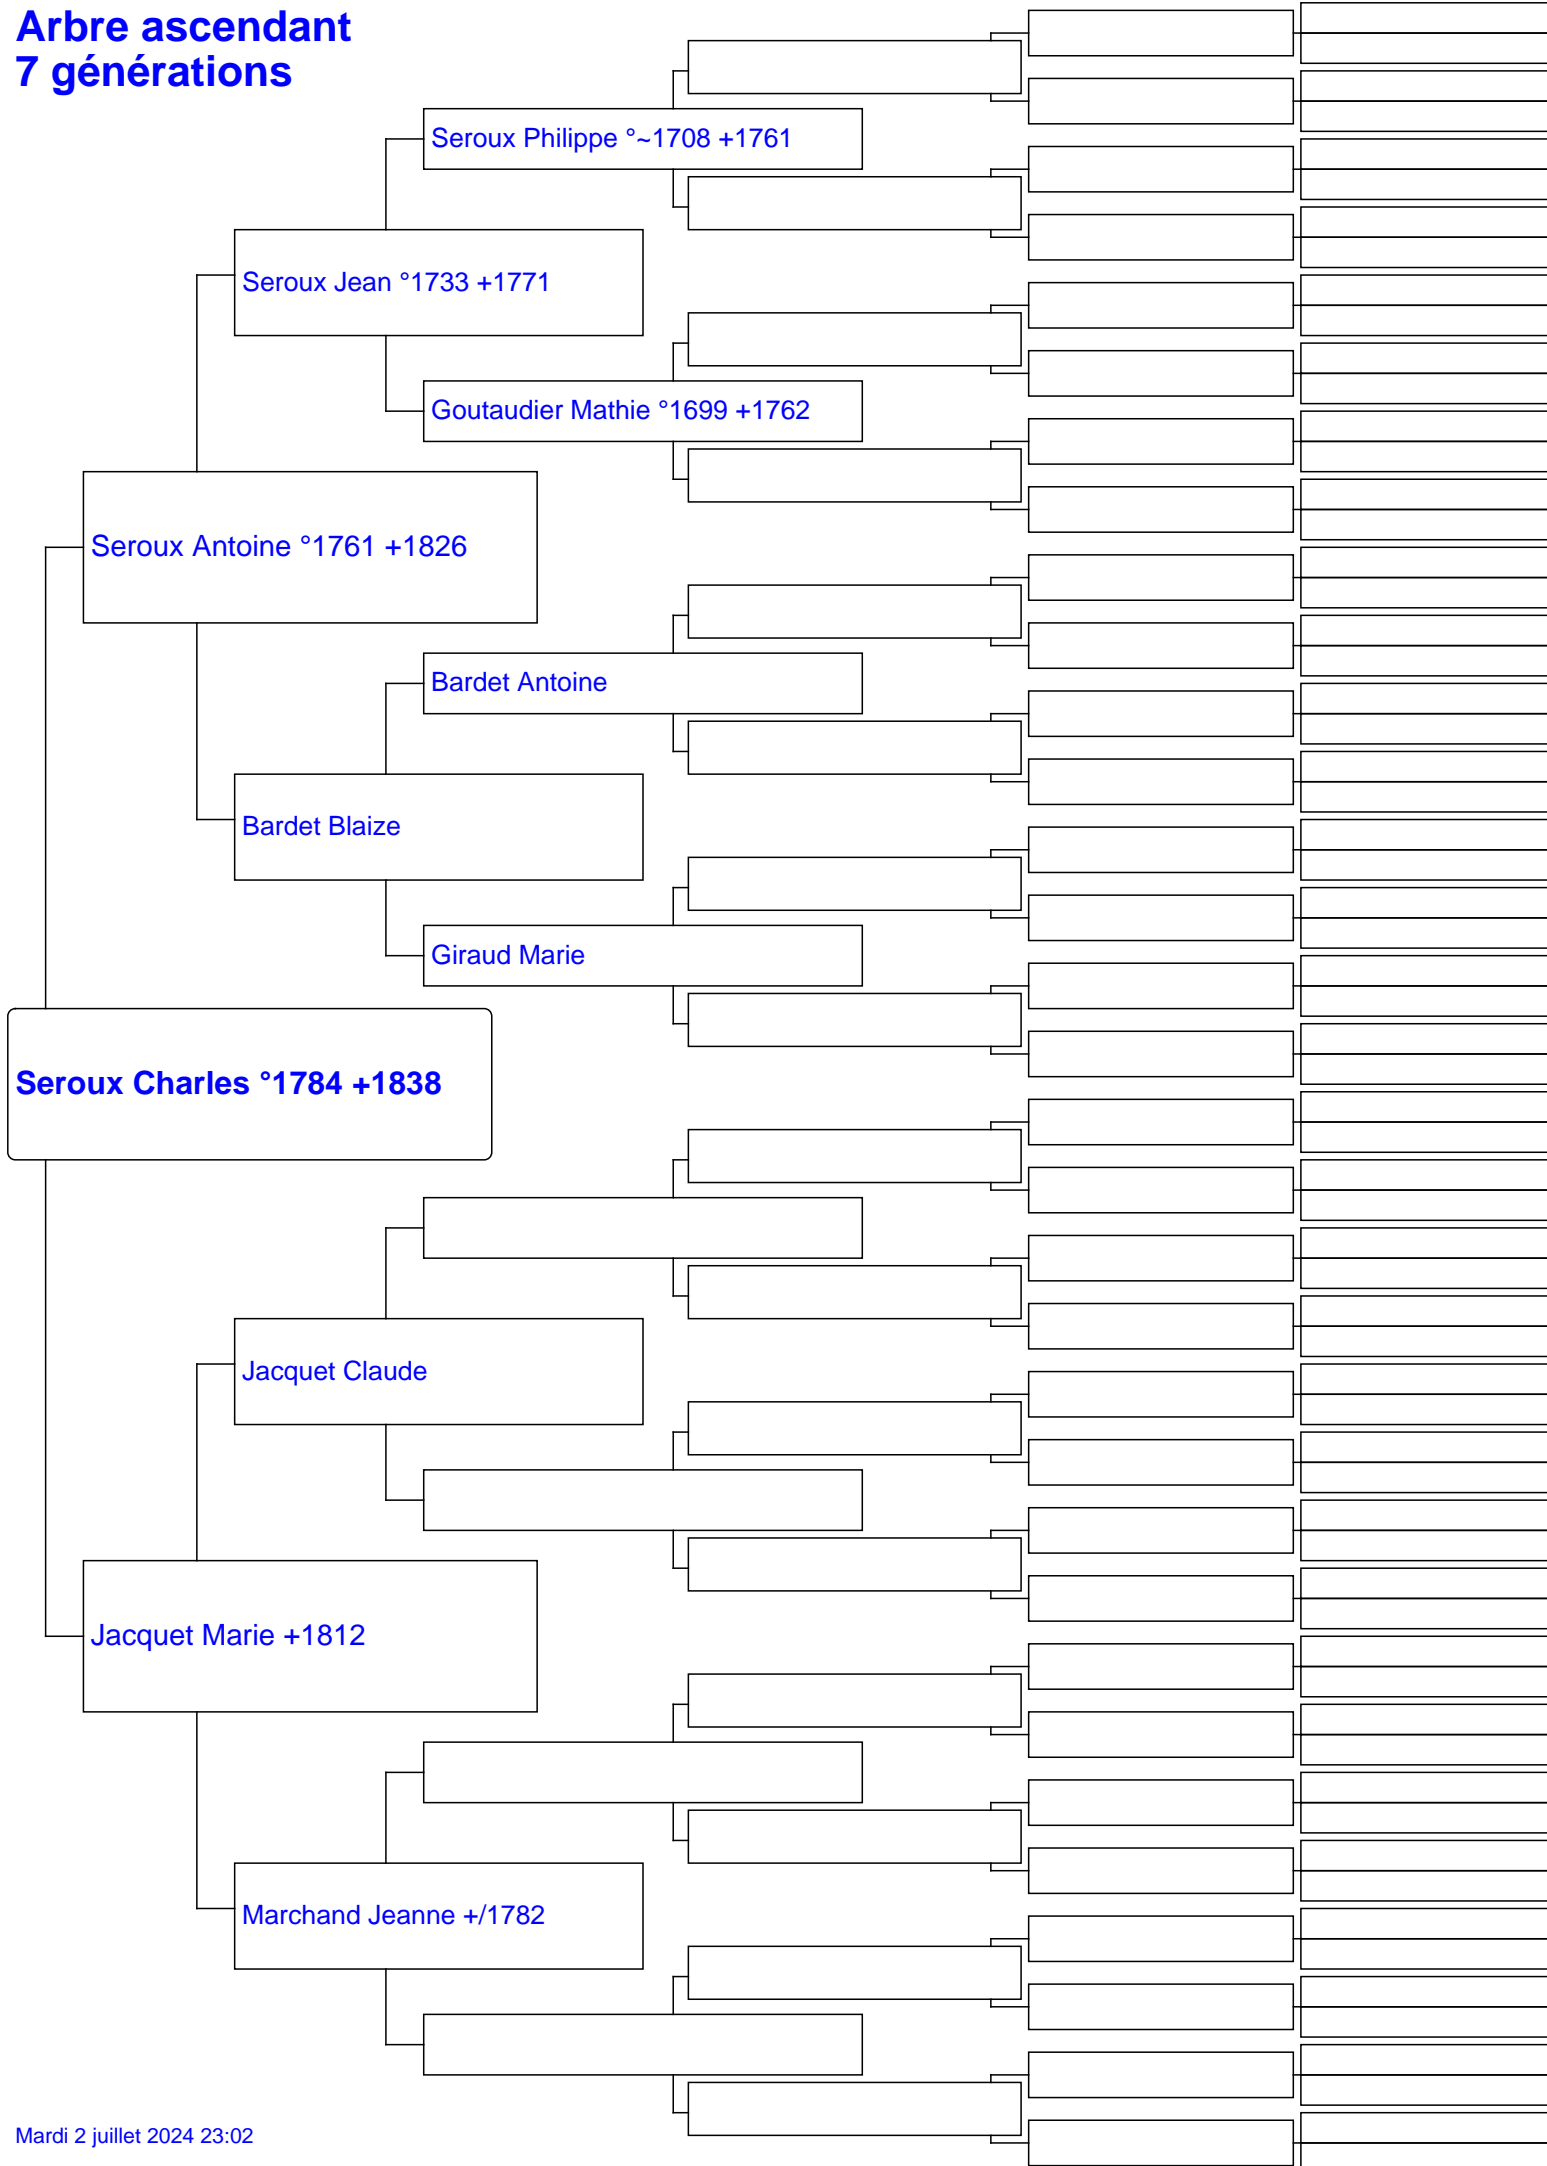 Arbre ascendant
7 générations
Seroux Philippe °~1708 +1761
Seroux Jean °1733 +1771
Goutaudier Mathie °1699 +1762
Seroux Antoine °1761 +1826
Bardet Antoine
Bardet Blaize
Giraud Marie
Seroux Charles °1784 +1838
Jacquet Claude
Jacquet Marie +1812
Marchand Jeanne +/1782
Mardi 2 juillet 2024 23:02